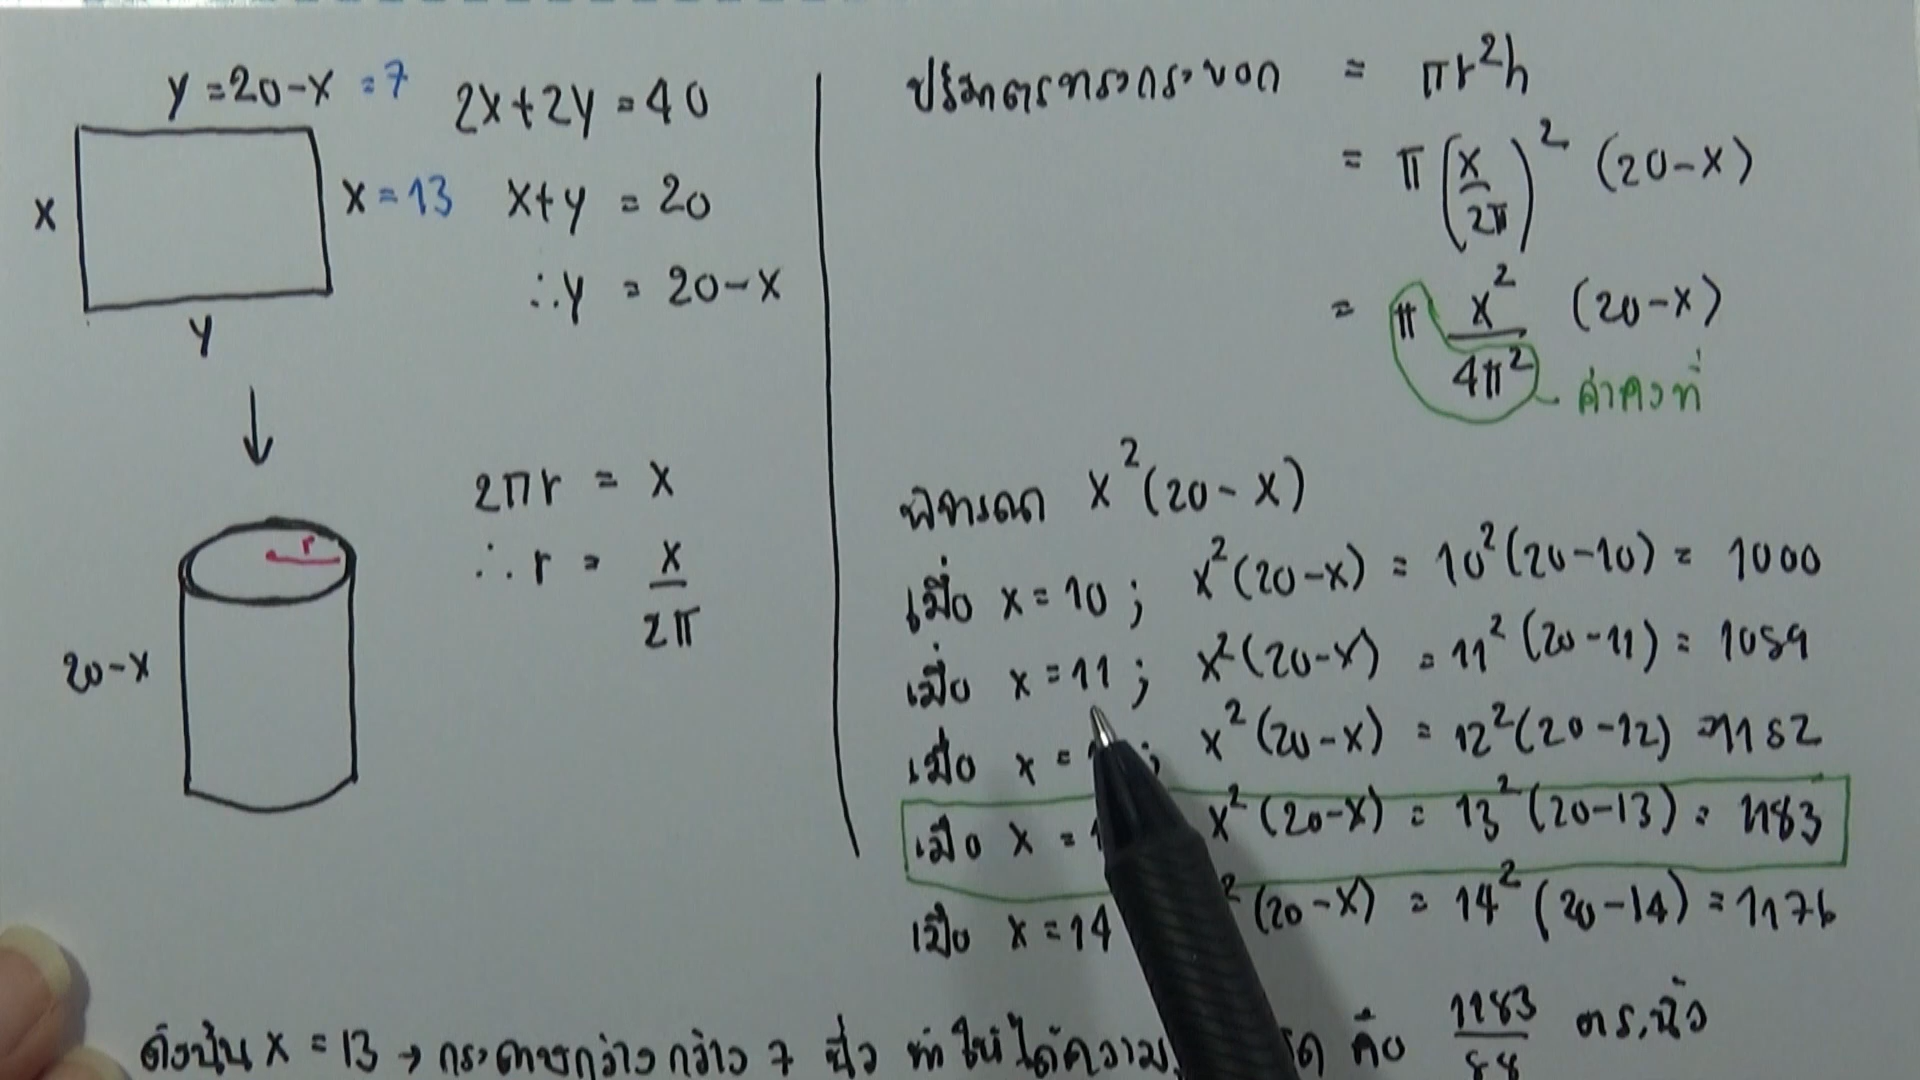 y = 20-x = 7
2x+2y = 40
x
x = 13
x+y = 20
∴y = 20-x
y
2πr = x
∴ r = x/2π
r
20-x
ปริมาตรทรงกระบอก = πr²h
= π(x/2π)² (20-x)
= π x²/4π² (20-x)
ค่าคงที่
พิจารณา x²(20-x)
เมื่อ x = 10 ; x²(20-x) = 10²(20-10) = 1000
เมื่อ x = 11 ; x²(20-x) = 11²(20-11) = 1089
เมื่อ x = ; x²(20-x) = 12²(20-12) = 1152
เมื่อ x = x²(20-x) = 13²(20-13) = 1183
เมื่อ x = 14 ²(20-x) = 14²(20-14) = 1176
ดังนั้น x = 13 → กระดาษกว้าง 7 นิ้ว ทำให้ได้ความ คือ 1183/88 ตร.นิ้ว